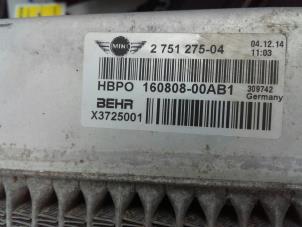 MINI 2 751 275-04 04.12.14
11:03
HBPO 160808-00AB1 309742
Germany
BEHR
X3725001